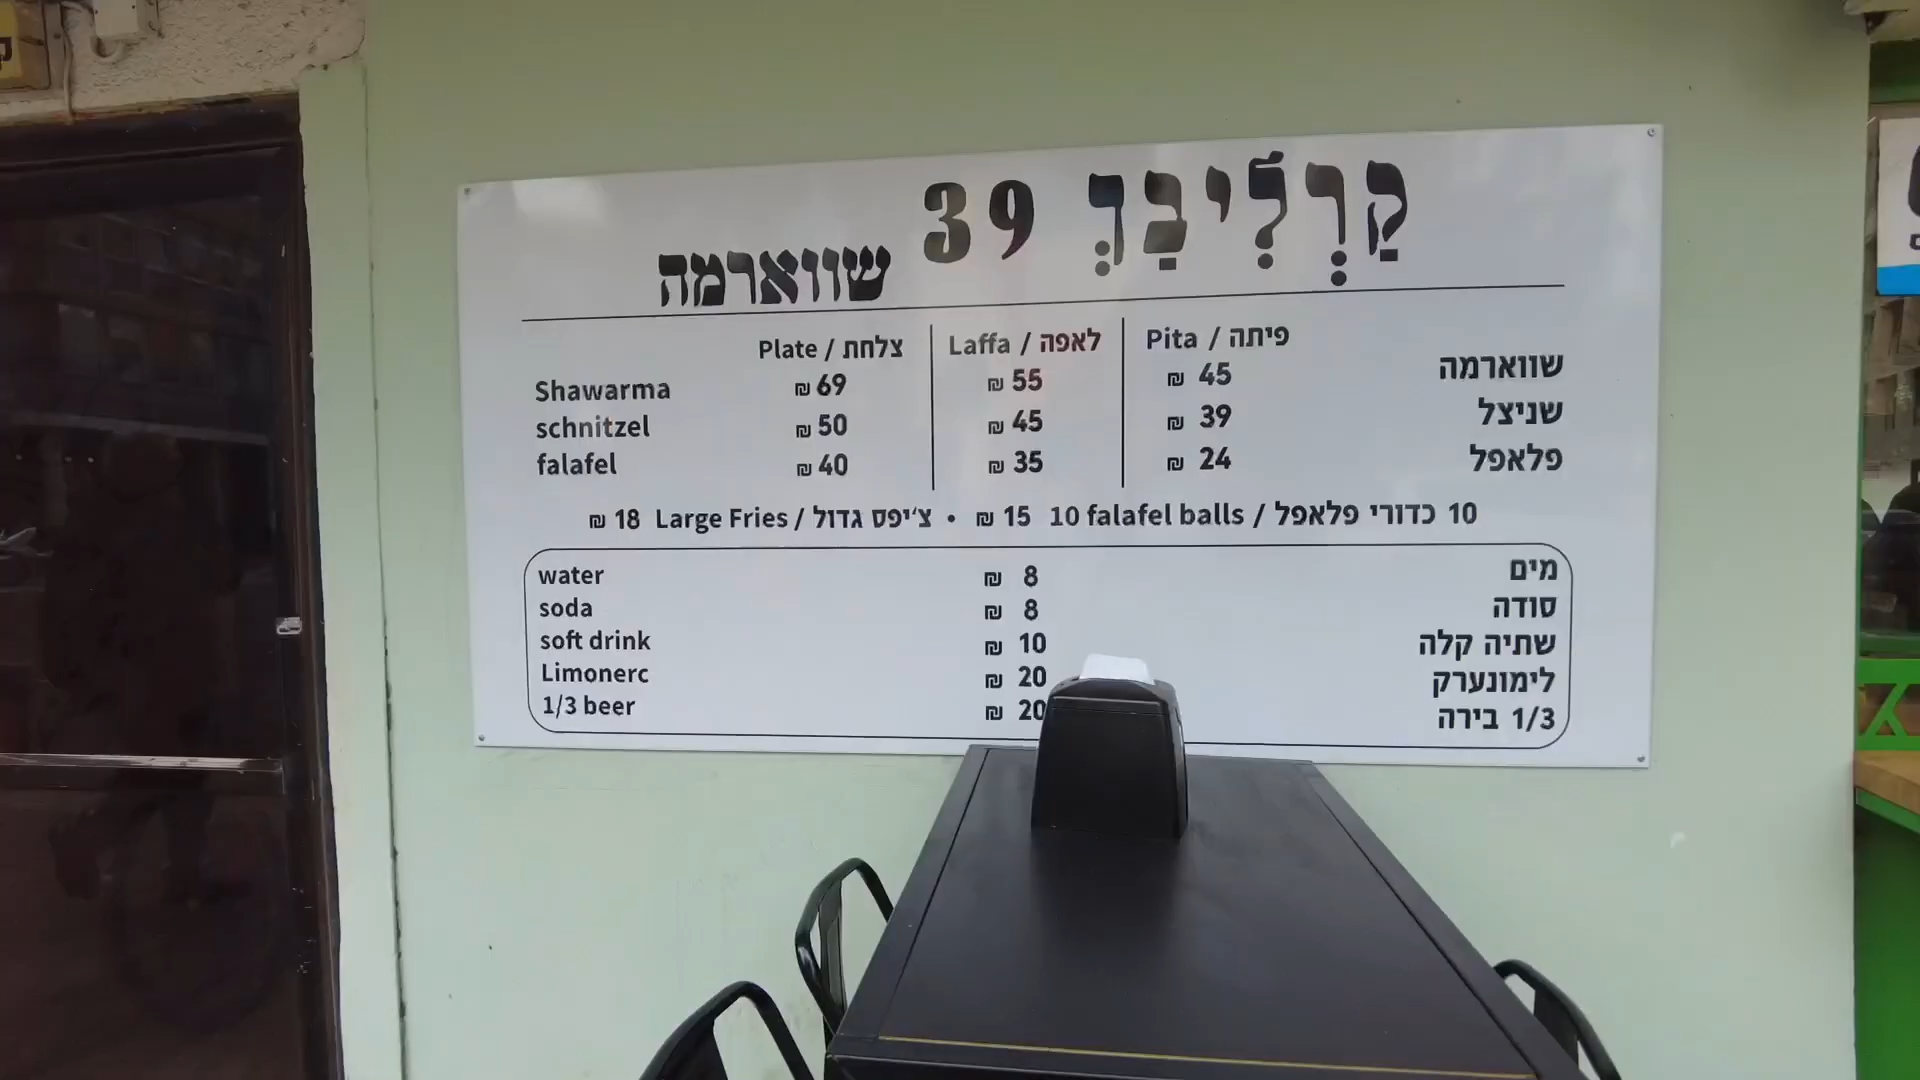 קַרְלִיבַךְ 39 שווארמה
Plate / צלחת Laffa / לאפה Pita / פיתה
Shawarma ₪ 69 ₪ 55 ₪ 45 שווארמה
schnitzel ₪ 50 ₪ 45 ₪ 39 שניצל
falafel ₪ 40 ₪ 35 ₪ 24 פלאפל
10 כדורי פלאפל / 10 falafel balls 15 ₪ • צ'יפס גדול / Large Fries 18 ₪
water ₪ 8 מים
soda ₪ 8 סודה
soft drink ₪ 10 שתיה קלה
Limonerc ₪ 20 לימונערק
1/3 beer ₪ 20 1/3 בירה